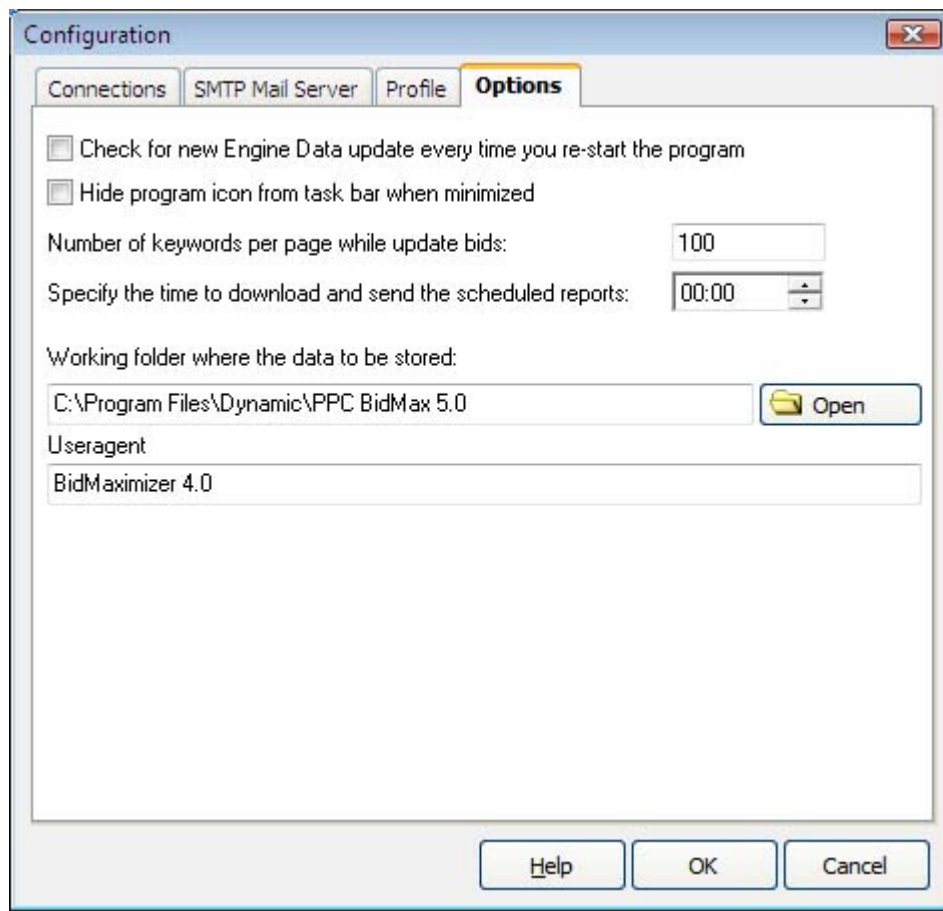 Configuration
Connections SMTP Mail Server Profile Options
Check for new Engine Data update every time you re-start the program
Hide program icon from task bar when minimized
Number of keywords per page while update bids: 100
Specify the time to download and send the scheduled reports: 00:00
Working folder where the data to be stored:
C:\Program Files\Dynamic\PPC BidMax 5.0 Open
Useragent
BidMaximizer 4.0
Help OK Cancel